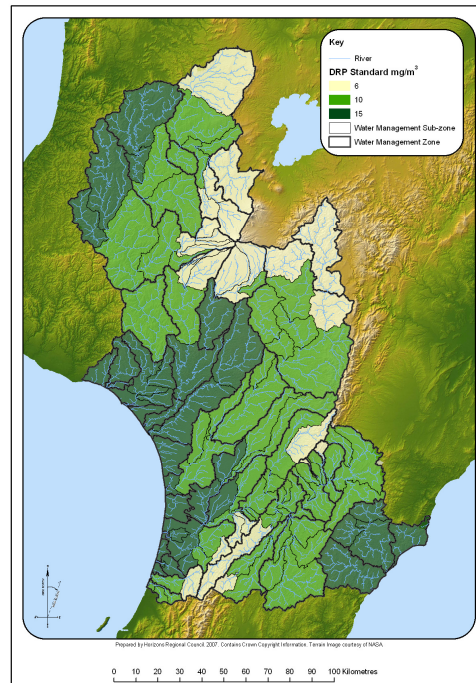 Key
River
DRP Standard mg/m³
6
10
15
Water Management Sub-zone
Water Management Zone
Prepared by Horizons Regional Council, 2007. Contains Crown Copyright Information. Terrain Image courtesy of NASA.
0 10 20 30 40 50 60 70 80 90 100 Kilometres